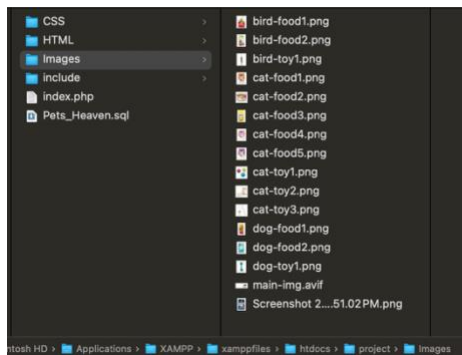 CSS
HTML
Images
include
index.php
Pets_Heaven.sql
bird-food1.png
bird-food2.png
bird-toy1.png
cat-food1.png
cat-food2.png
cat-food3.png
cat-food4.png
cat-food5.png
cat-toy1.png
cat-toy2.png
cat-toy3.png
dog-food1.png
dog-food2.png
dog-toy1.png
main-img.avif
Screenshot 2....51.02 PM.png
ntosh HD › Applications › XAMPP › xamppfiles › htdocs › project › Images